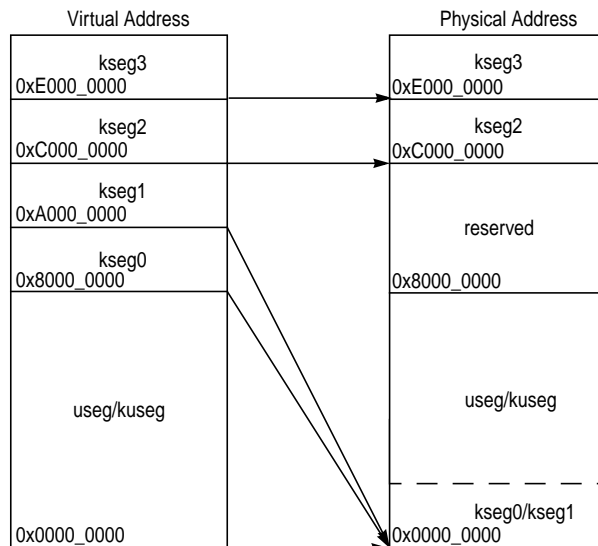 Virtual Address
Physical Address
kseg3
0xE000_0000
kseg2
0xC000_0000
kseg1
0xA000_0000
kseg0
0x8000_0000
useg/kuseg
0x0000_0000
kseg3
0xE000_0000
kseg2
0xC000_0000
reserved
0x8000_0000
useg/kuseg
kseg0/kseg1
0x0000_0000